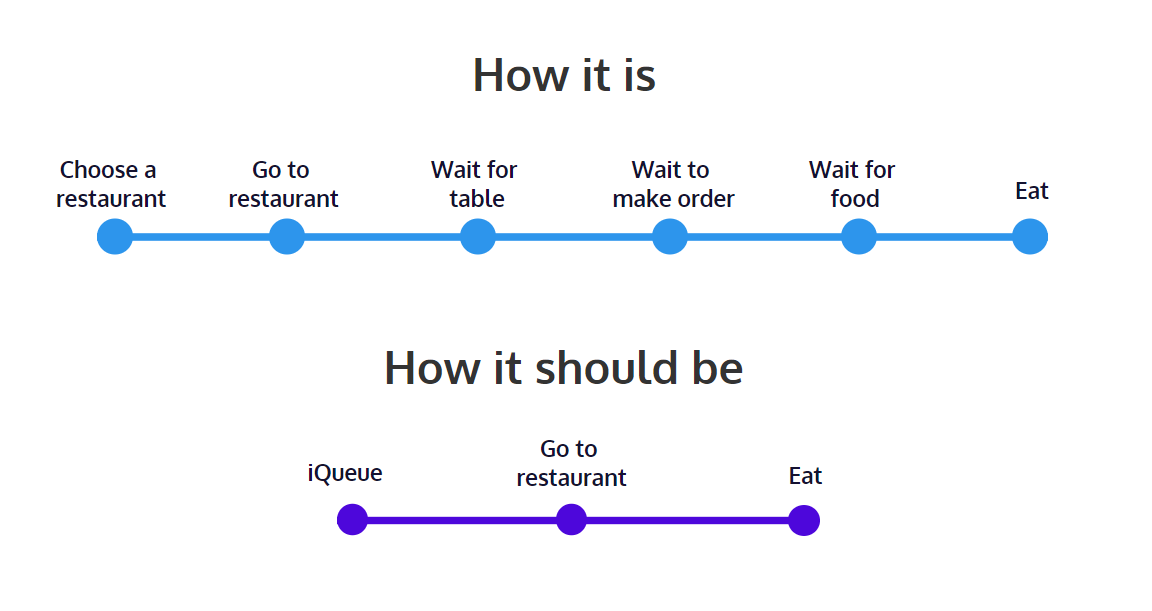 How it is
Choose a
restaurant
Go to
restaurant
Wait for
table
Wait to
make order
Wait for
food
Eat
How it should be
iQueue
Go to
restaurant
Eat